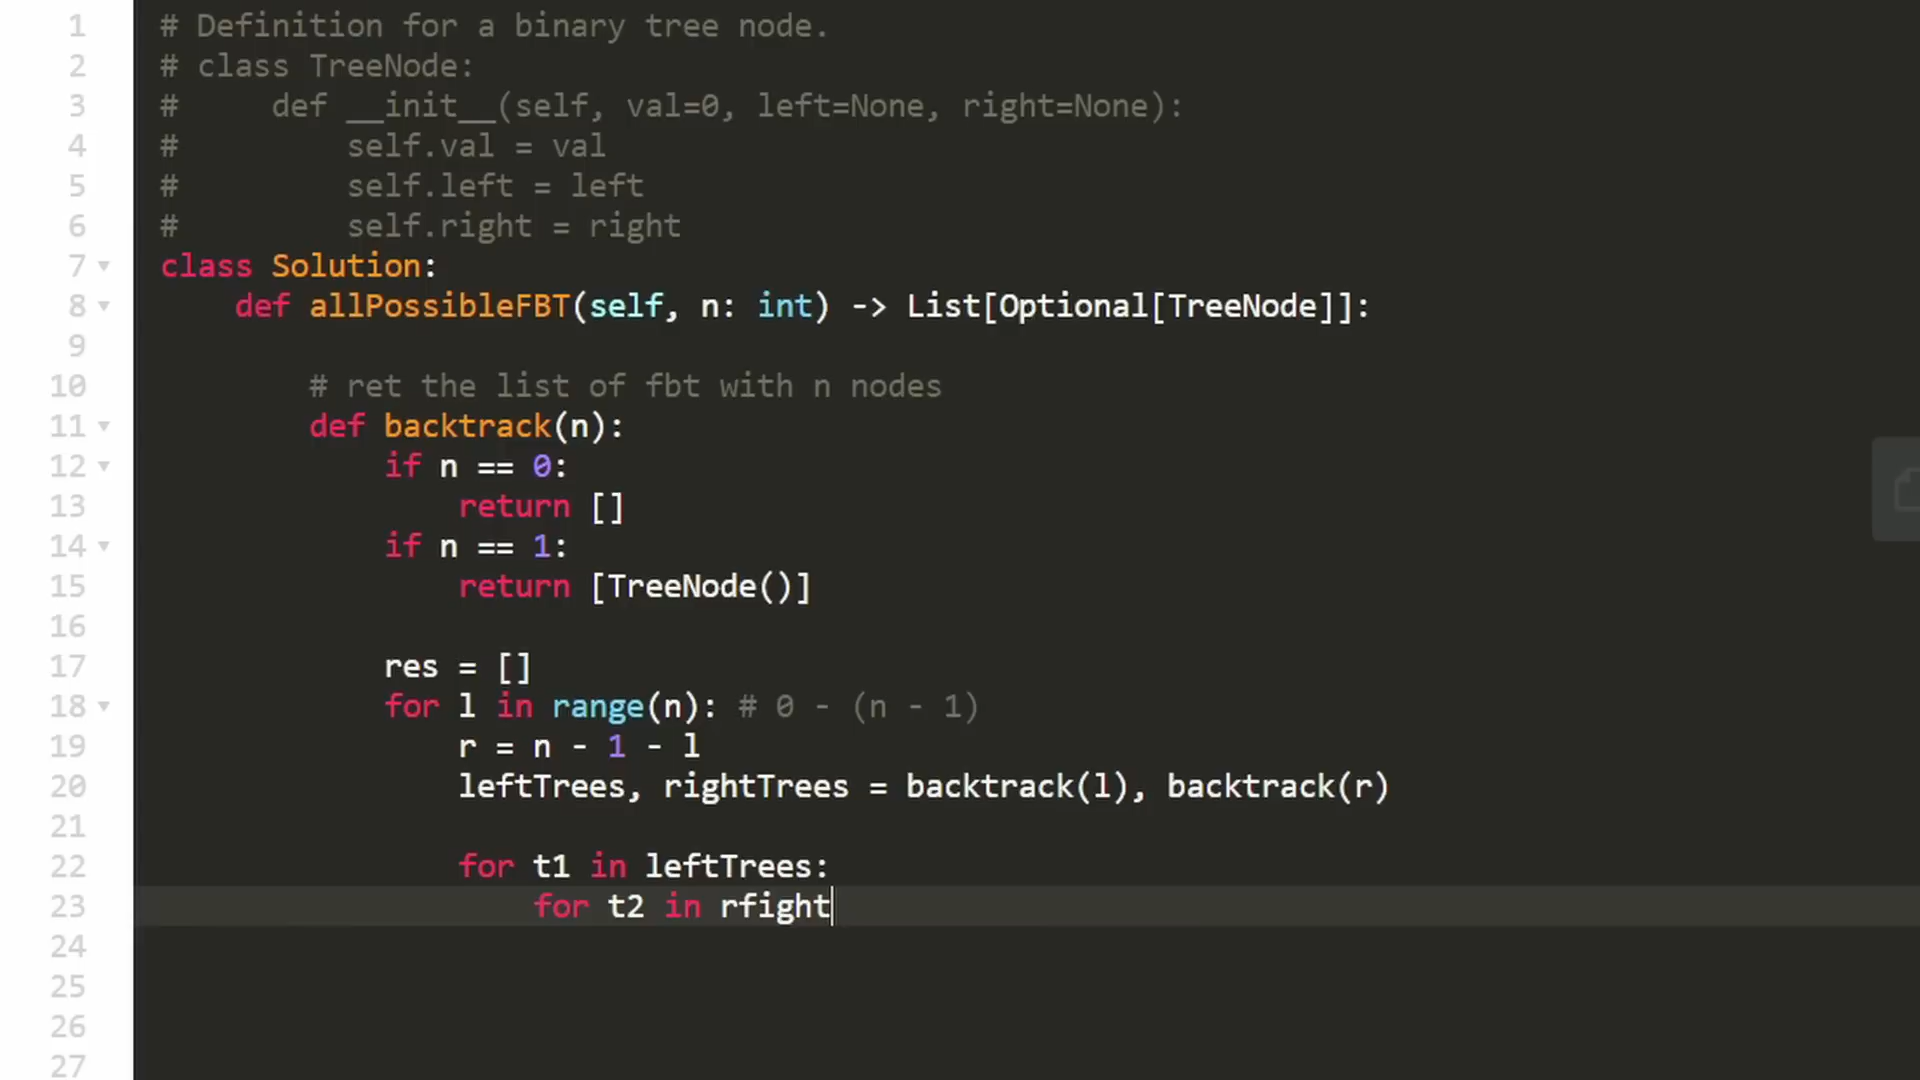 1 # Definition for a binary tree node.
2 # class TreeNode:
3 #     def __init__(self, val=0, left=None, right=None):
4 #         self.val = val
5 #         self.left = left
6 #         self.right = right
7 class Solution:
8     def allPossibleFBT(self, n: int) -> List[Optional[TreeNode]]:
9
10         # ret the list of fbt with n nodes
11         def backtrack(n):
12             if n == 0:
13                 return []
14             if n == 1:
15                 return [TreeNode()]
16
17             res = []
18             for l in range(n): # 0 - (n - 1)
19                 r = n - 1 - l
20                 leftTrees, rightTrees = backtrack(l), backtrack(r)
21
22                 for t1 in leftTrees:
23                     for t2 in rfight
24
25
26
27